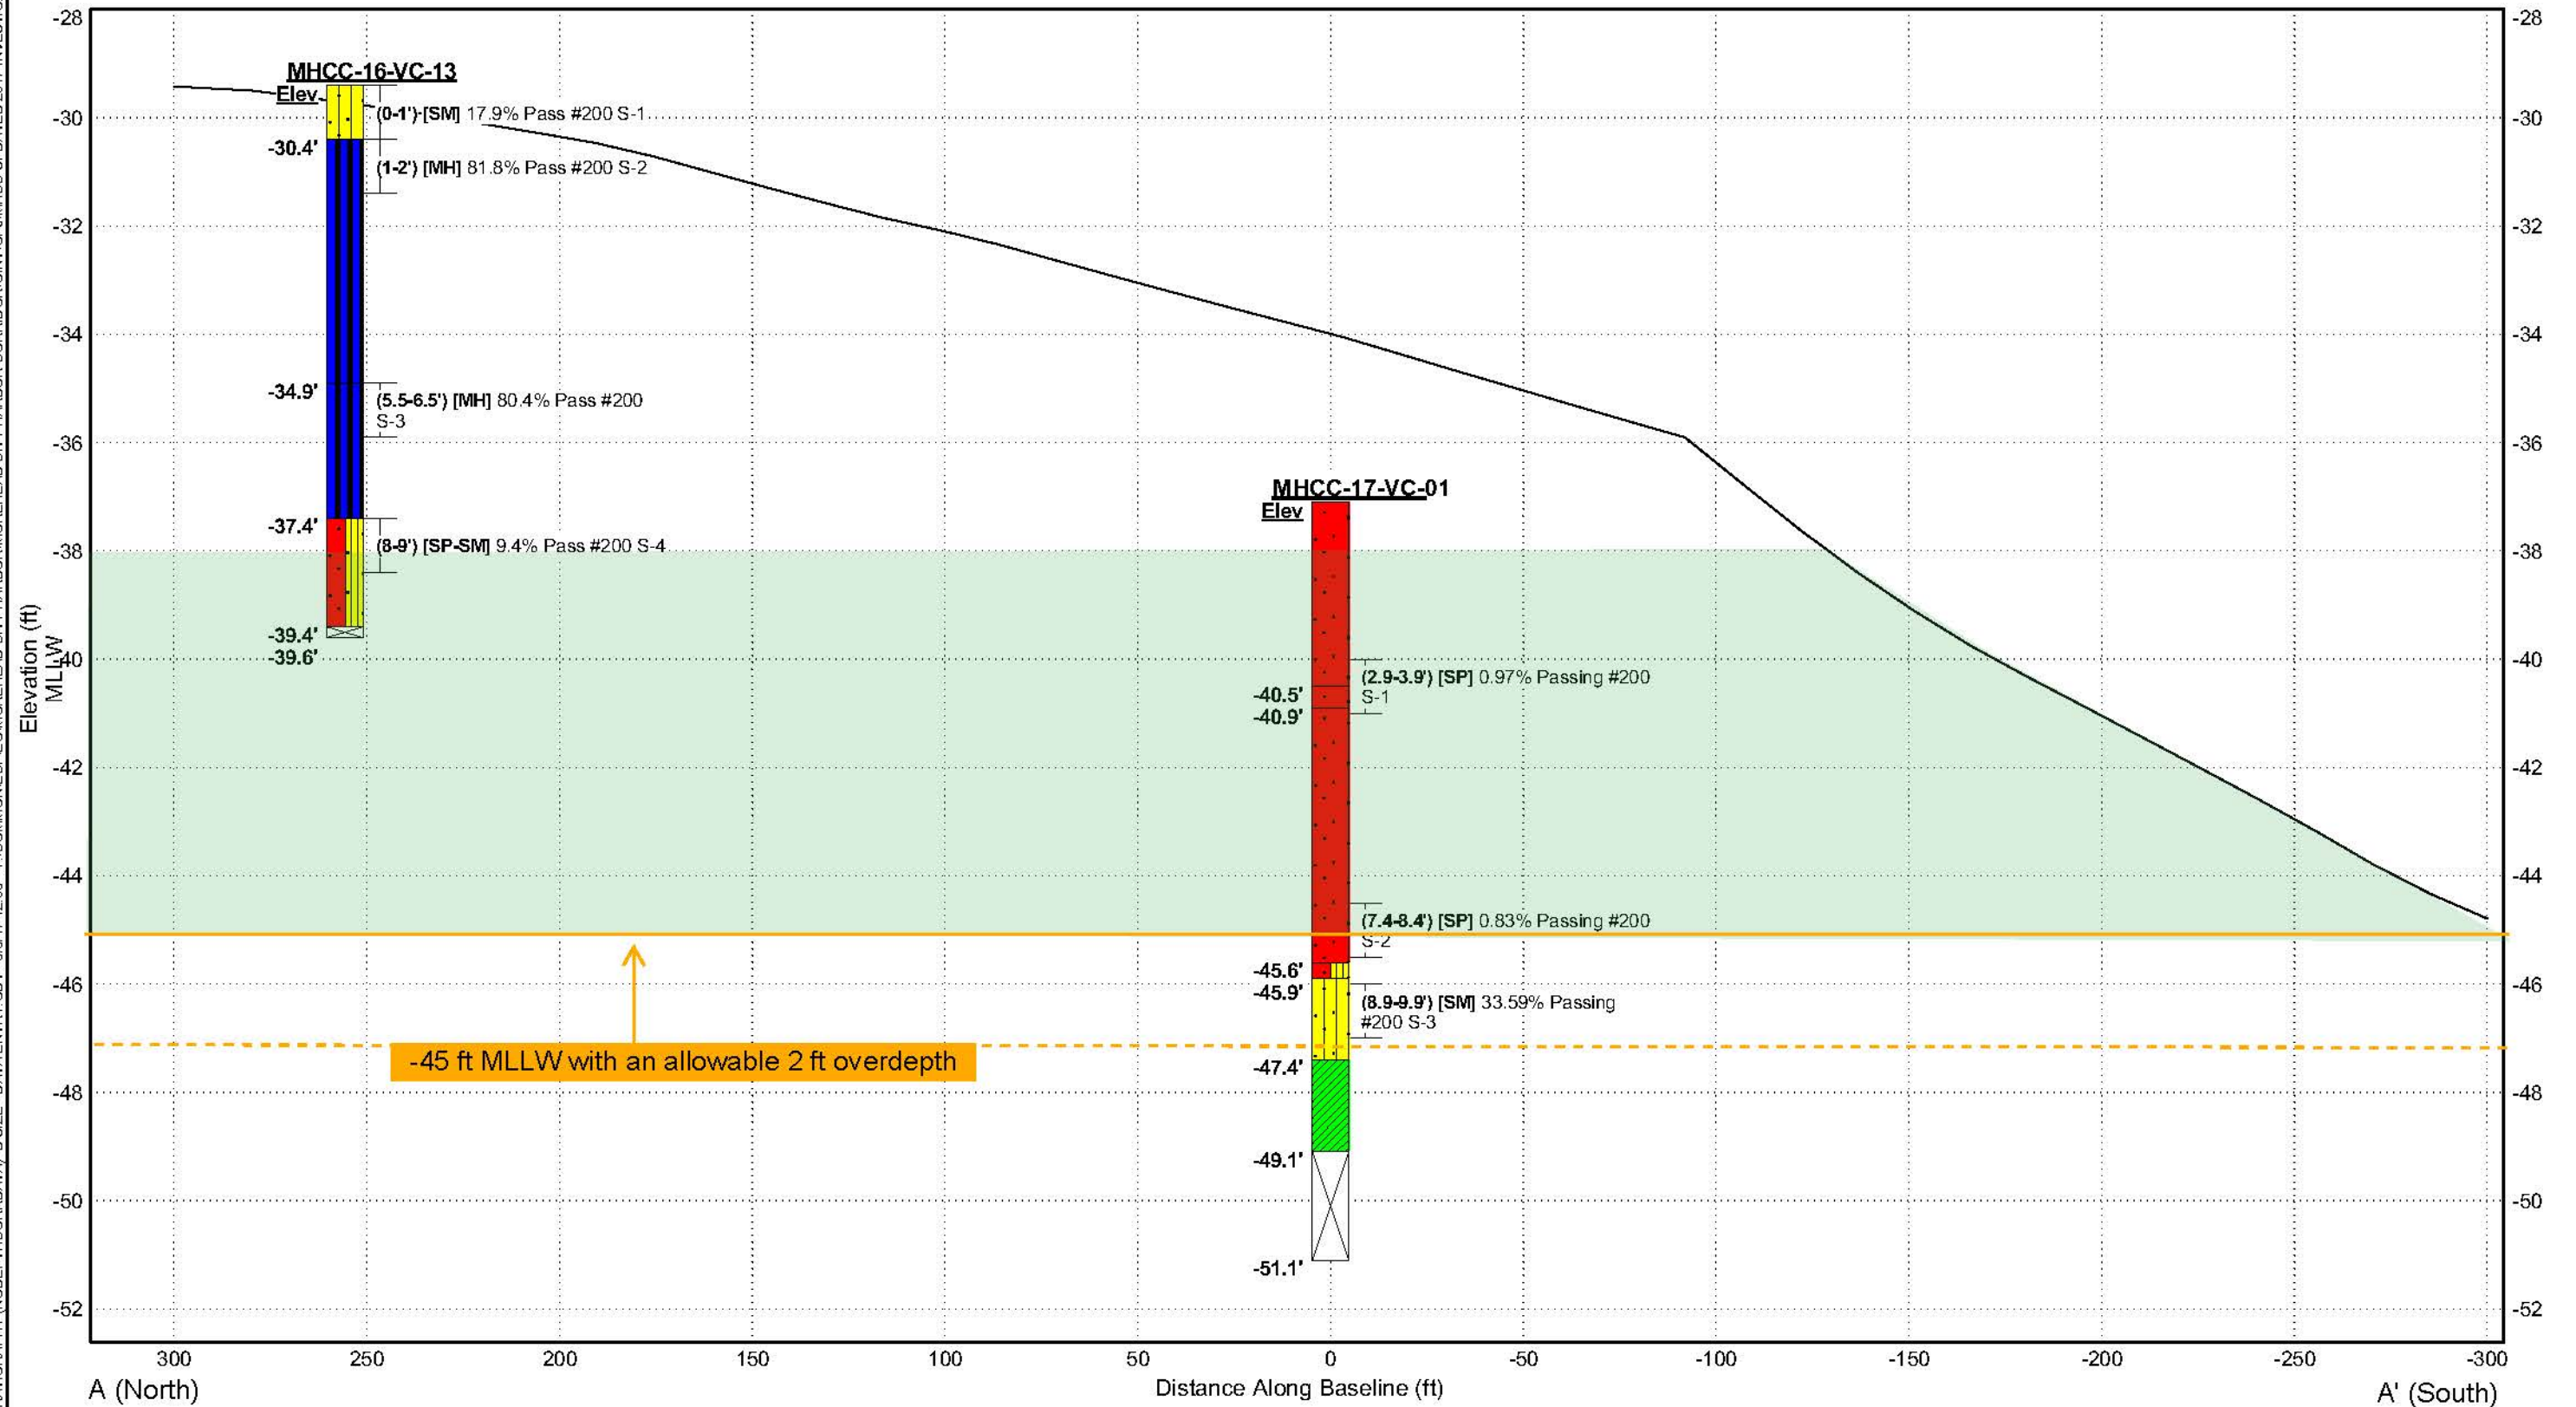 -28
-28
MHCC-16-VC-13
Elev
(0-1') [SM] 17.9% Pass #200 S-1
-30
-30
-30.4'
(1-2') [MH] 81.8% Pass #200 S-2
-32
-32
-34
-34
-34.9'
(5.5-6.5') [MH] 80.4% Pass #200
S-3
-36
-36
MHCC-17-VC-01
Elev
-37.4'
(8-9') [SP-SM] 9.4% Pass #200 S-4
-38
-38
-39.4'
-39.6'
Elevation (ft)
MLLW
-40
-40
(2.9-3.9') [SP] 0.97% Passing #200
S-1
-40.5'
-40.9'
-42
-42
-44
-44
(7.4-8.4') [SP] 0.83% Passing #200
S-2
-45.6'
-45.9'
-46
-46
(8.9-9.9') [SM] 33.59% Passing
#200 S-3
-45 ft MLLW with an allowable 2 ft overdepth
-47.4'
-48
-48
-49.1'
-50
-50
-51.1'
-52
-52
300 250 200 150 100 50 0 -50 -100 -150 -200 -250 -300
A (North)
Distance Along Baseline (ft)
A' (South)